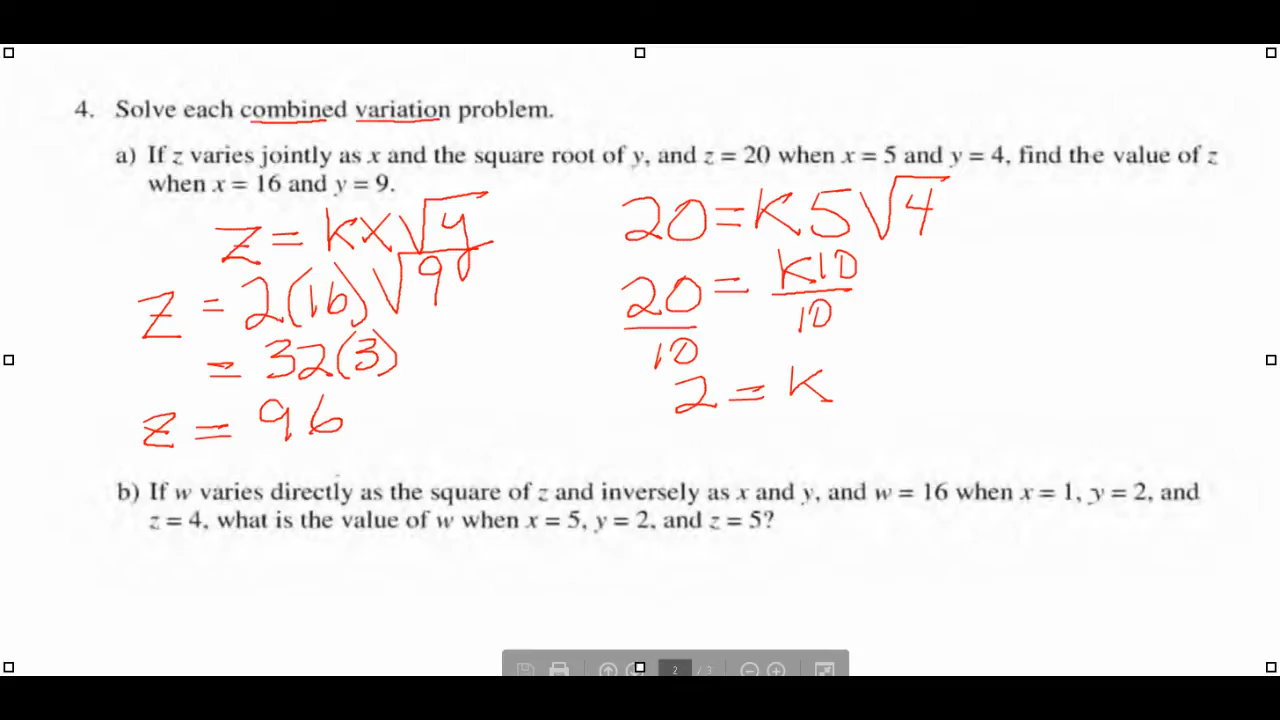 4. Solve each combined variation problem.
a) If z varies jointly as x and the square root of y, and z = 20 when x = 5 and y = 4, find the value of z
when x = 16 and y = 9.
z = kx√y
z = 2(16)√9
= 32(3)
z = 96
20 = K5√4
20/10 = K10/10
2 = K
b) If w varies directly as the square of z and inversely as x and y, and w = 16 when x = 1, y = 2, and
z = 4, what is the value of w when x = 5, y = 2, and z = 5?
2 / 3